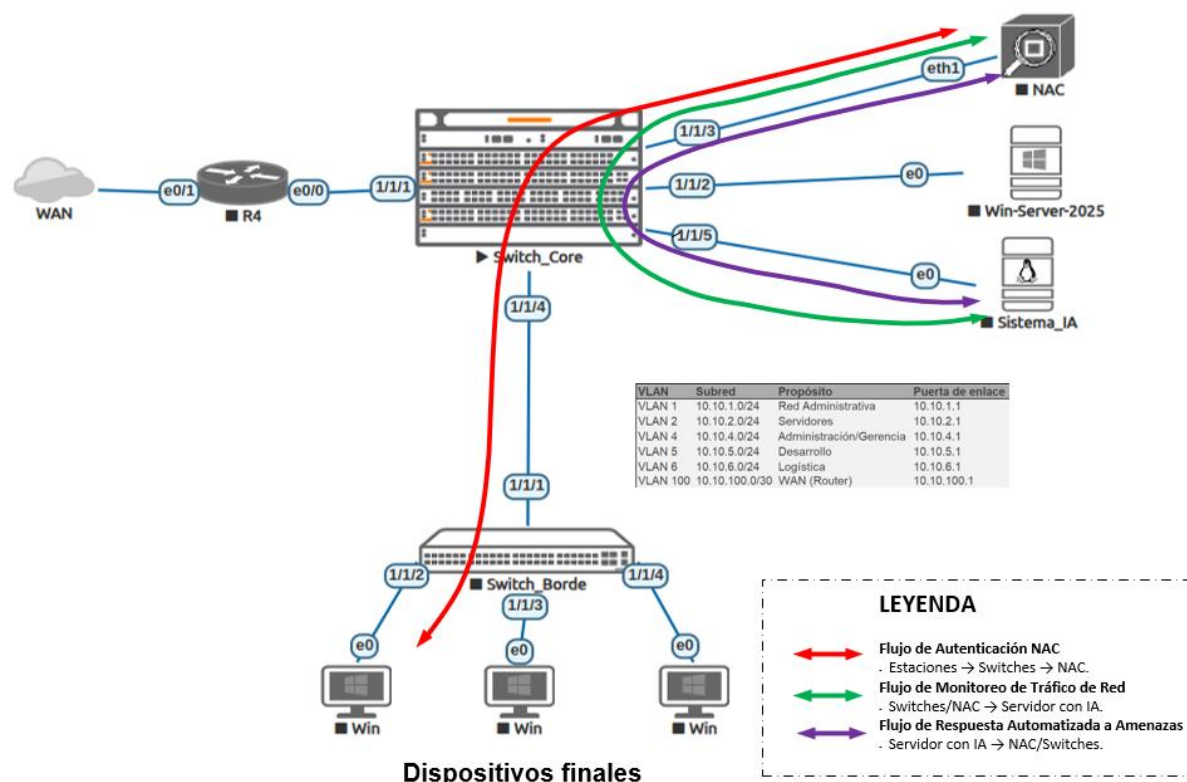 eth1
NAC
1/1/3
WAN
e0/1
R4
e0/0
1/1/1
1/1/2
e0
Win-Server-2025
1/1/5
Switch_Core
e0
Sistema_IA
1/1/4
VLAN Subred Propósito Puerta de enlace
VLAN 1 10.10.1.0/24 Red Administrativa 10.10.1.1
VLAN 2 10.10.2.0/24 Servidores 10.10.2.1
VLAN 4 10.10.4.0/24 Administración/Gerencia 10.10.4.1
VLAN 5 10.10.5.0/24 Desarrollo 10.10.5.1
VLAN 6 10.10.6.0/24 Logística 10.10.6.1
VLAN 100 10.10.100.0/30 WAN (Router) 10.10.100.1
1/1/1
1/1/2
Switch_Borde
1/1/4
1/1/3
e0
e0
e0
Win
Win
Win
Dispositivos finales
LEYENDA
Flujo de Autenticación NAC
. Estaciones → Switches → NAC.
Flujo de Monitoreo de Tráfico de Red
. Switches/NAC → Servidor con IA.
Flujo de Respuesta Automatizada a Amenazas
. Servidor con IA → NAC/Switches.